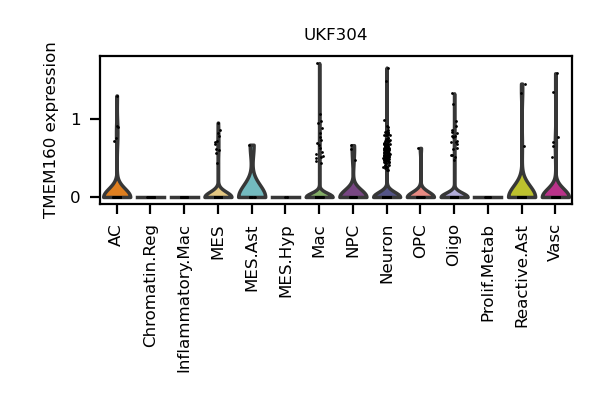 UKF304
TMEM160 expression
1
0
AC
Chromatin.Reg
Inflammatory.Mac
MES
MES.Ast
MES.Hyp
Mac
NPC
Neuron
OPC
Oligo
Prolif.Metab
Reactive.Ast
Vasc